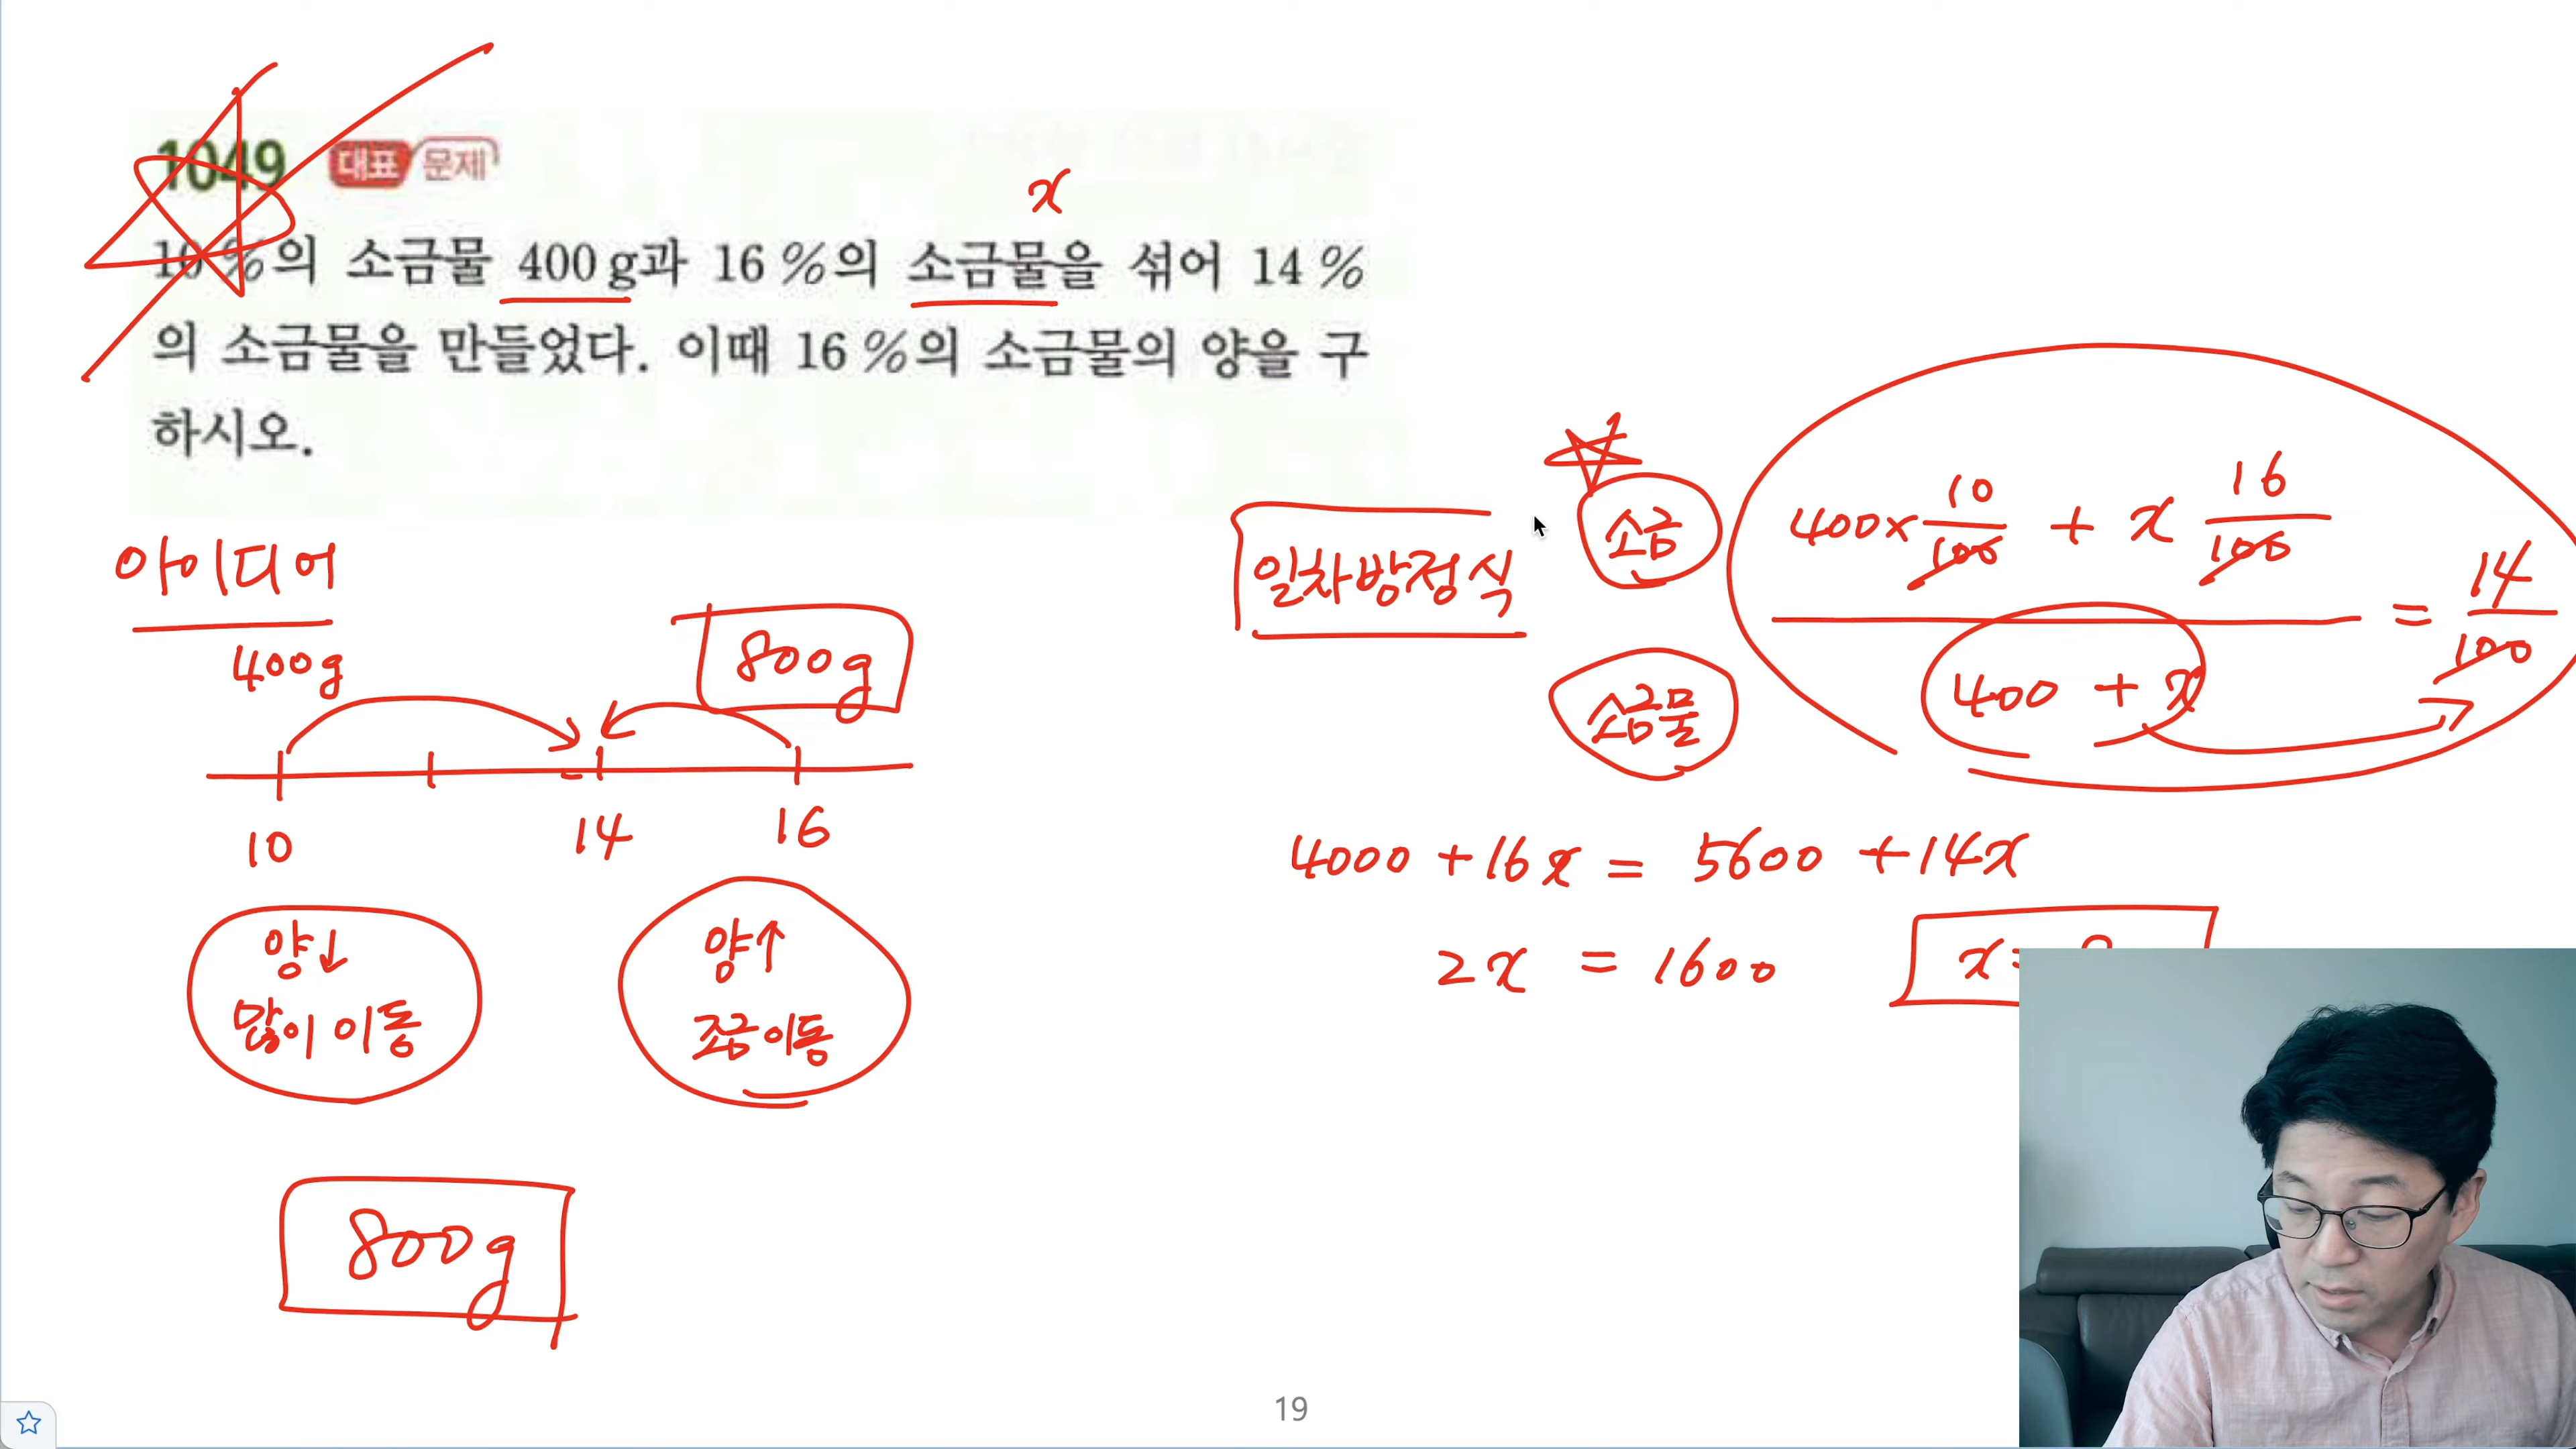 1049 대표 문제
x
10 %의 소금물 400 g과 16 %의 소금물을 섞어 14 %
의 소금물을 만들었다. 이때 16 %의 소금물의 양을 구
하시오.
아이디어
400g
800g
10 14 16
양↓
많이 이동
양↑
조금 이동
800g
일차방정식
소금
소금물
400× 10/100 + x 16/100
400 + x
= 14/100
4000 + 16x = 5600 + 14x
2x = 1600
x=
19